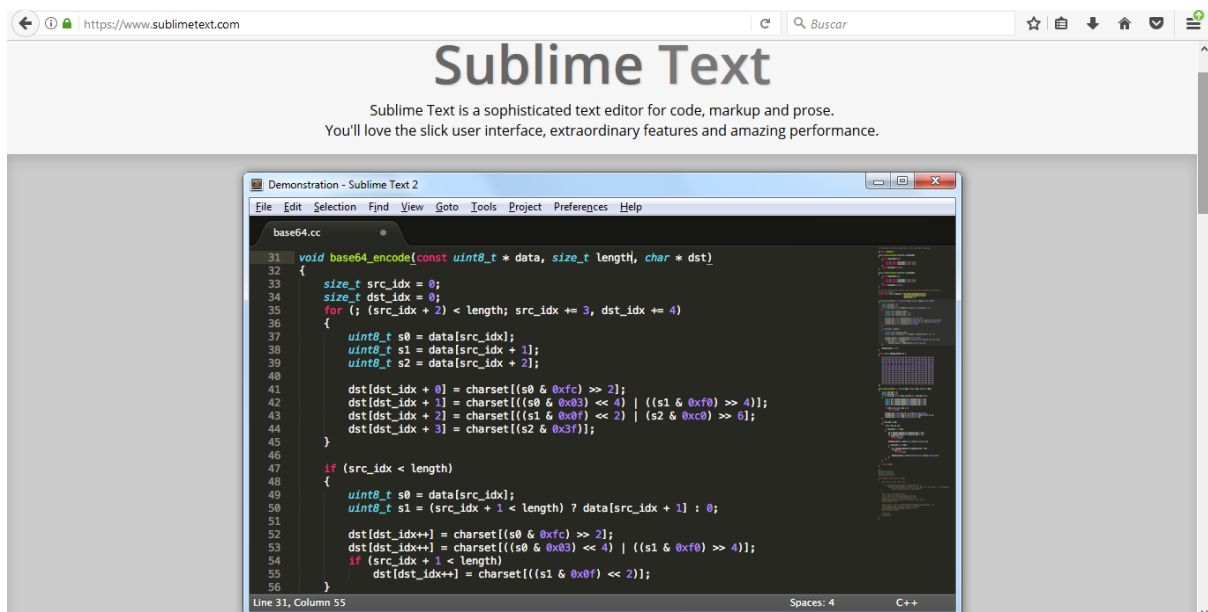 https://www.sublimetext.com
Buscar
Sublime Text
Sublime Text is a sophisticated text editor for code, markup and prose.
You'll love the slick user interface, extraordinary features and amazing performance.
Demonstration - Sublime Text 2
File Edit Selection Find View Goto Tools Project Preferences Help
base64.cc
31 void base64_encode(const uint8_t * data, size_t length, char * dst)
32 {
33     size_t src_idx = 0;
34     size_t dst_idx = 0;
35     for (; (src_idx + 2) < length; src_idx += 3, dst_idx += 4)
36     {
37         uint8_t s0 = data[src_idx];
38         uint8_t s1 = data[src_idx + 1];
39         uint8_t s2 = data[src_idx + 2];
40
41         dst[dst_idx + 0] = charset[(s0 & 0xfc) >> 2];
42         dst[dst_idx + 1] = charset[((s0 & 0x03) << 4) | ((s1 & 0xf0) >> 4)];
43         dst[dst_idx + 2] = charset[((s1 & 0x0f) << 2) | (s2 & 0xc0) >> 6];
44         dst[dst_idx + 3] = charset[(s2 & 0x3f)];
45     }
46
47     if (src_idx < length)
48     {
49         uint8_t s0 = data[src_idx];
50         uint8_t s1 = (src_idx + 1 < length) ? data[src_idx + 1] : 0;
51
52         dst[dst_idx++] = charset[(s0 & 0xfc) >> 2];
53         dst[dst_idx++] = charset[((s0 & 0x03) << 4) | ((s1 & 0xf0) >> 4)];
54         if (src_idx + 1 < length)
55             dst[dst_idx++] = charset[((s1 & 0x0f) << 2)];
56     }
Line 31, Column 55 Spaces: 4 C++